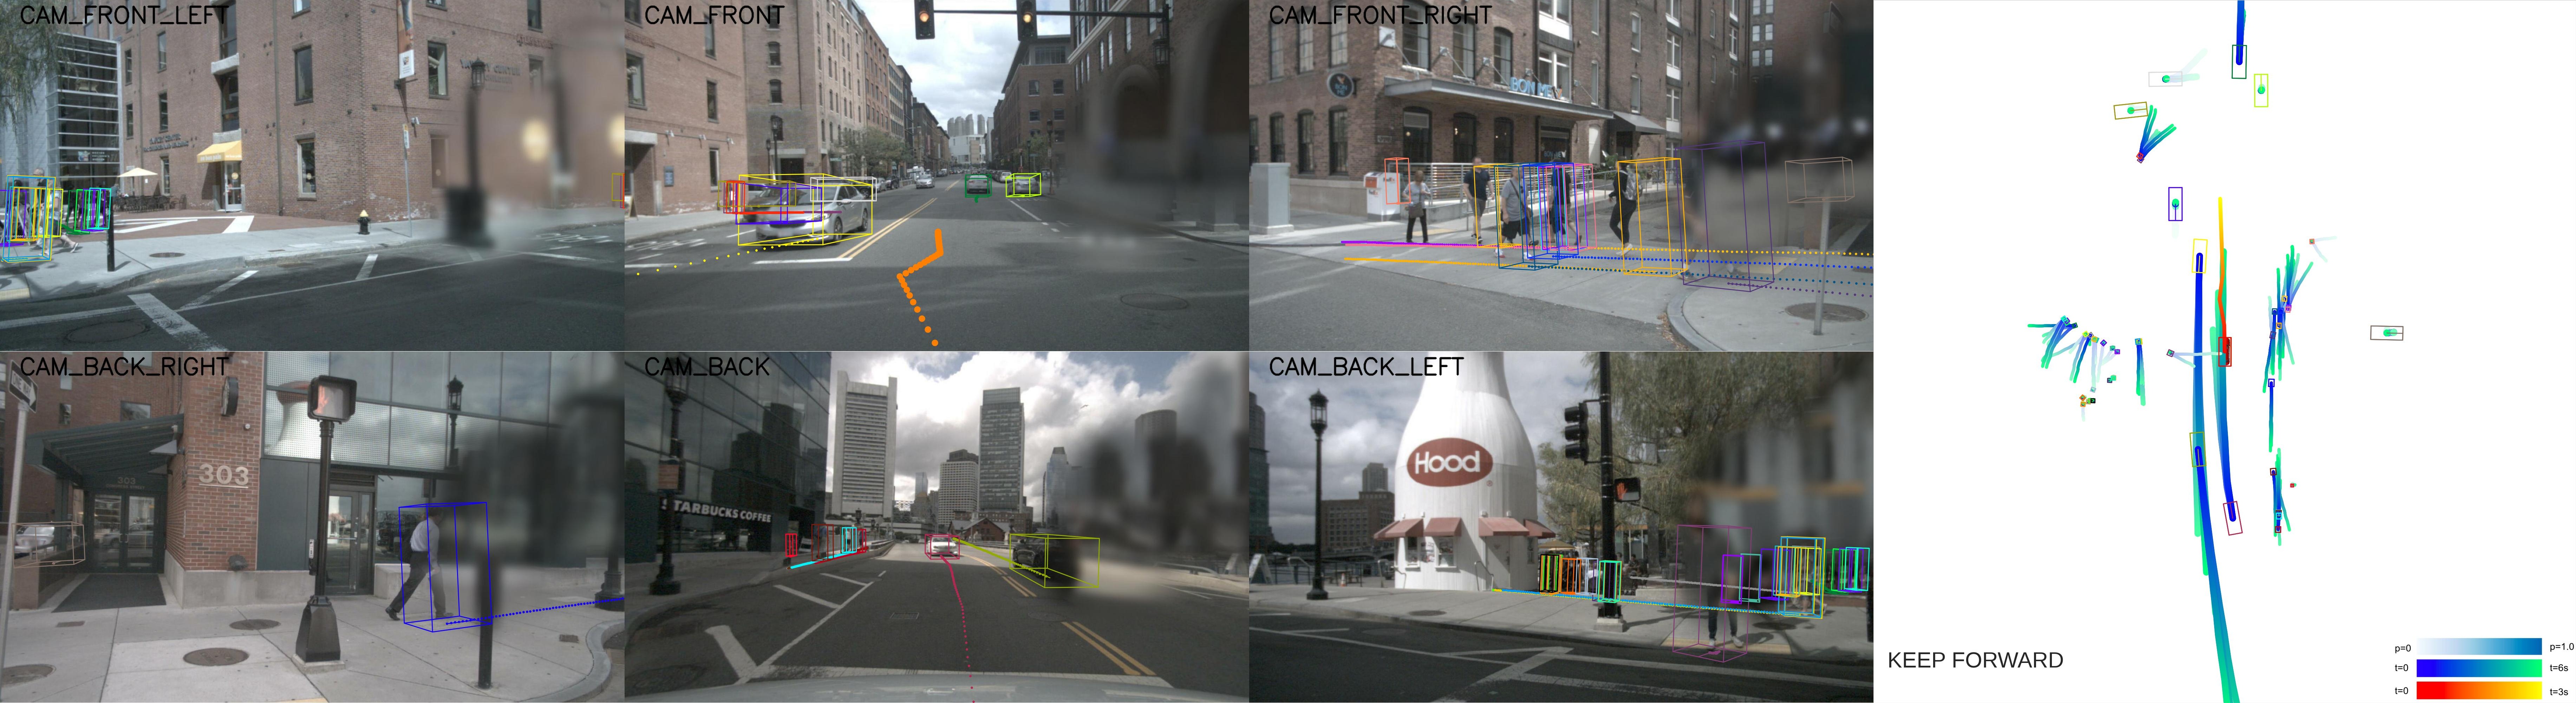 CAM_FRONT_LEFT
CAM_FRONT
CAM_FRONT_RIGHT
BON ME
CAM_BACK_RIGHT
303
303
CAM_BACK
STARBUCKS COFFEE
CAM_BACK_LEFT
Hood
KEEP FORWARD
p=0
p=1.0
t=0
t=6s
t=0
t=3s